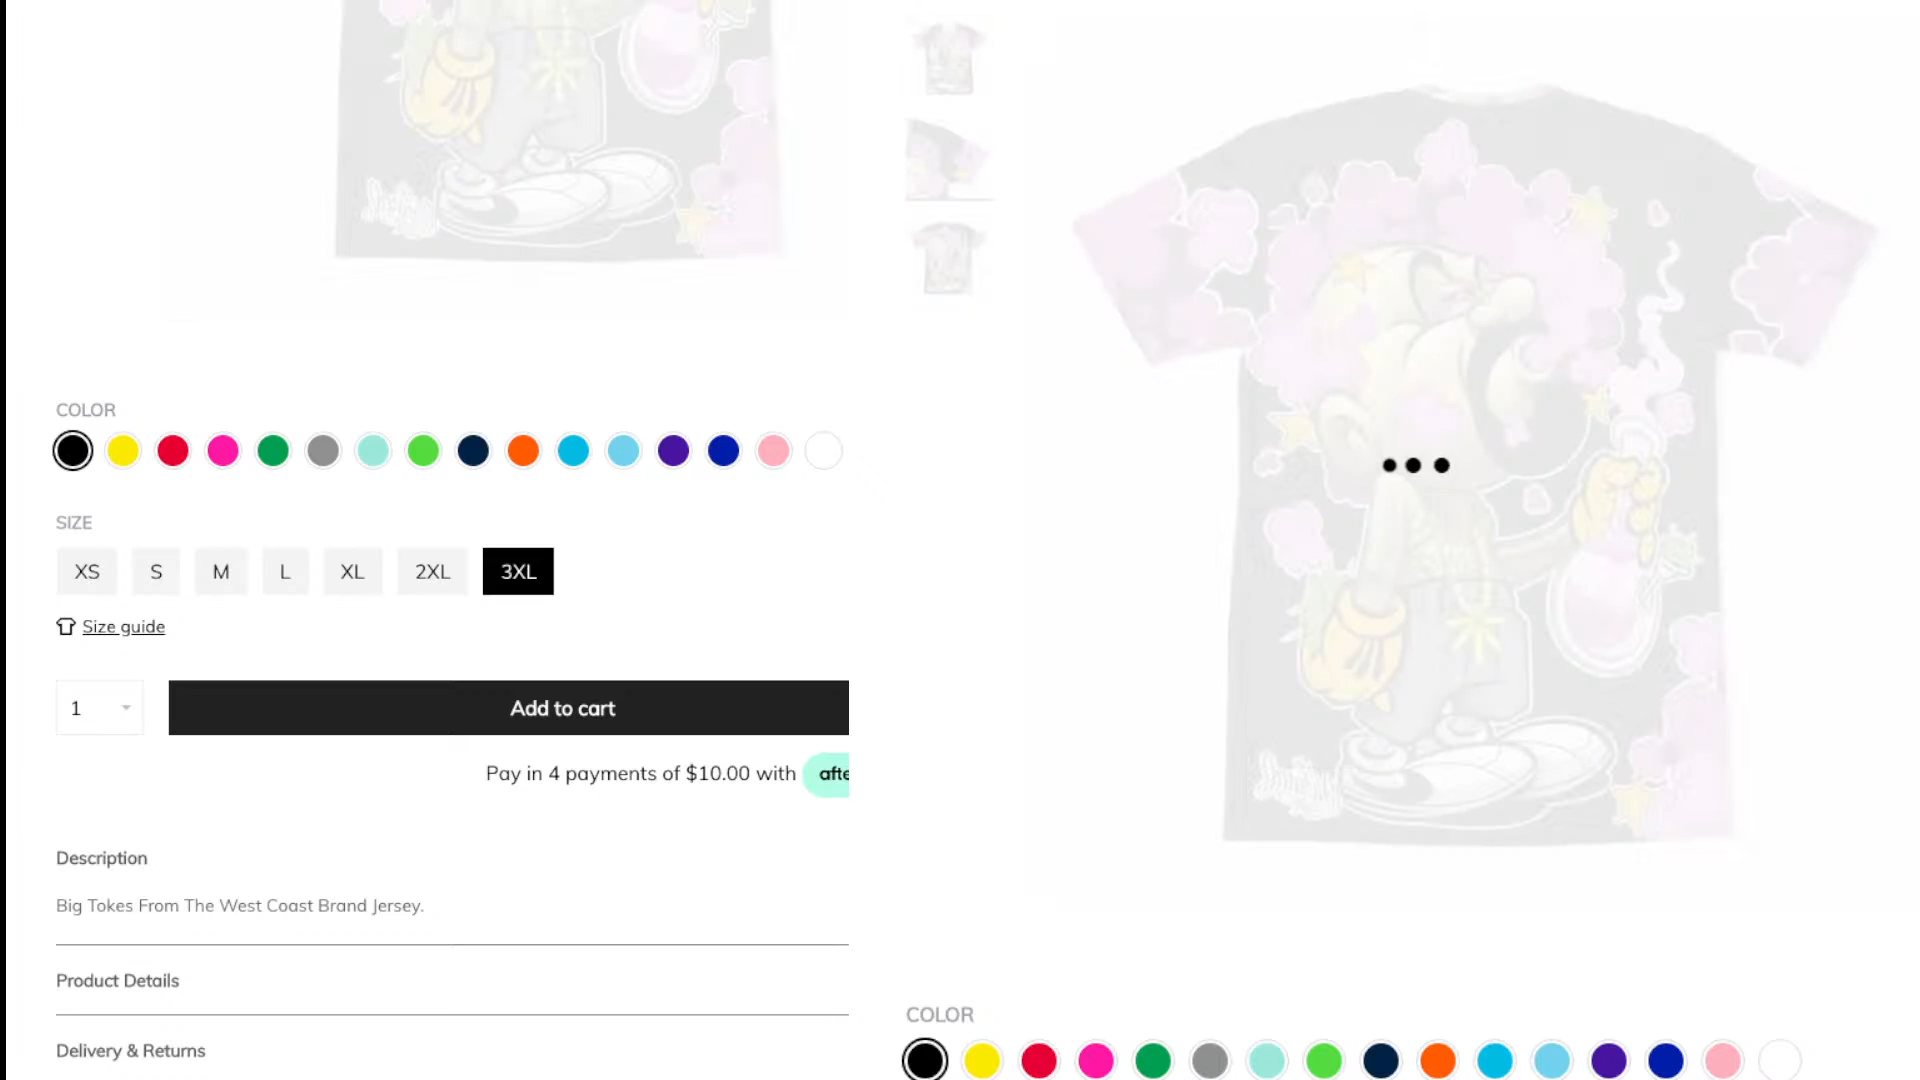 COLOR
SIZE
XS S M L XL 2XL 3XL
Size guide
1
Add to cart
Pay in 4 payments of $10.00 with afte
Description
Big Tokes From The West Coast Brand Jersey.
Product Details
Delivery & Returns
COLOR